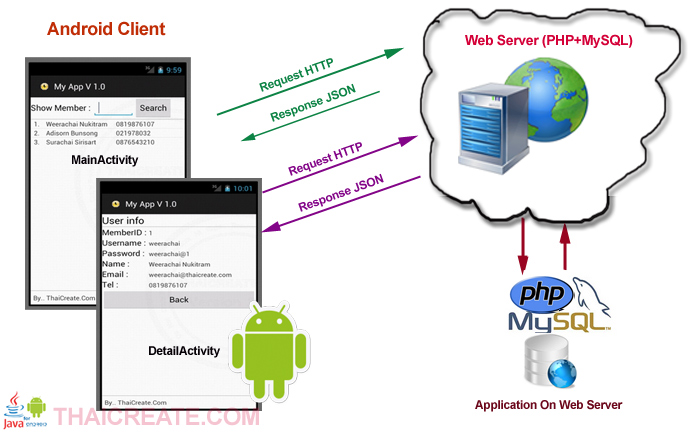 Android Client
9:59
My App V 1.0
Show Member :
Search
1. Weerachai Nukitram 0819876107
2. Adisorn Bunsong 021978032
3. Surachai Sirisart 0876543210
MainActivity
By.. ThaiCreate.Com
10:01
My App V 1.0
User info
MemberID : 1
Username : weerachai
Password : weerachai@1
Name : Weerachai Nukitram
Email : weerachai@thaicreate.com
Tel : 0819876107
Back
DetailActivity
By.. ThaiCreate.Com
Request HTTP
Response JSON
Request HTTP
Response JSON
Web Server (PHP+MySQL)
php
MySQL
TM
Application On Web Server
Java
for
ANDROID
THAICREATE.COM